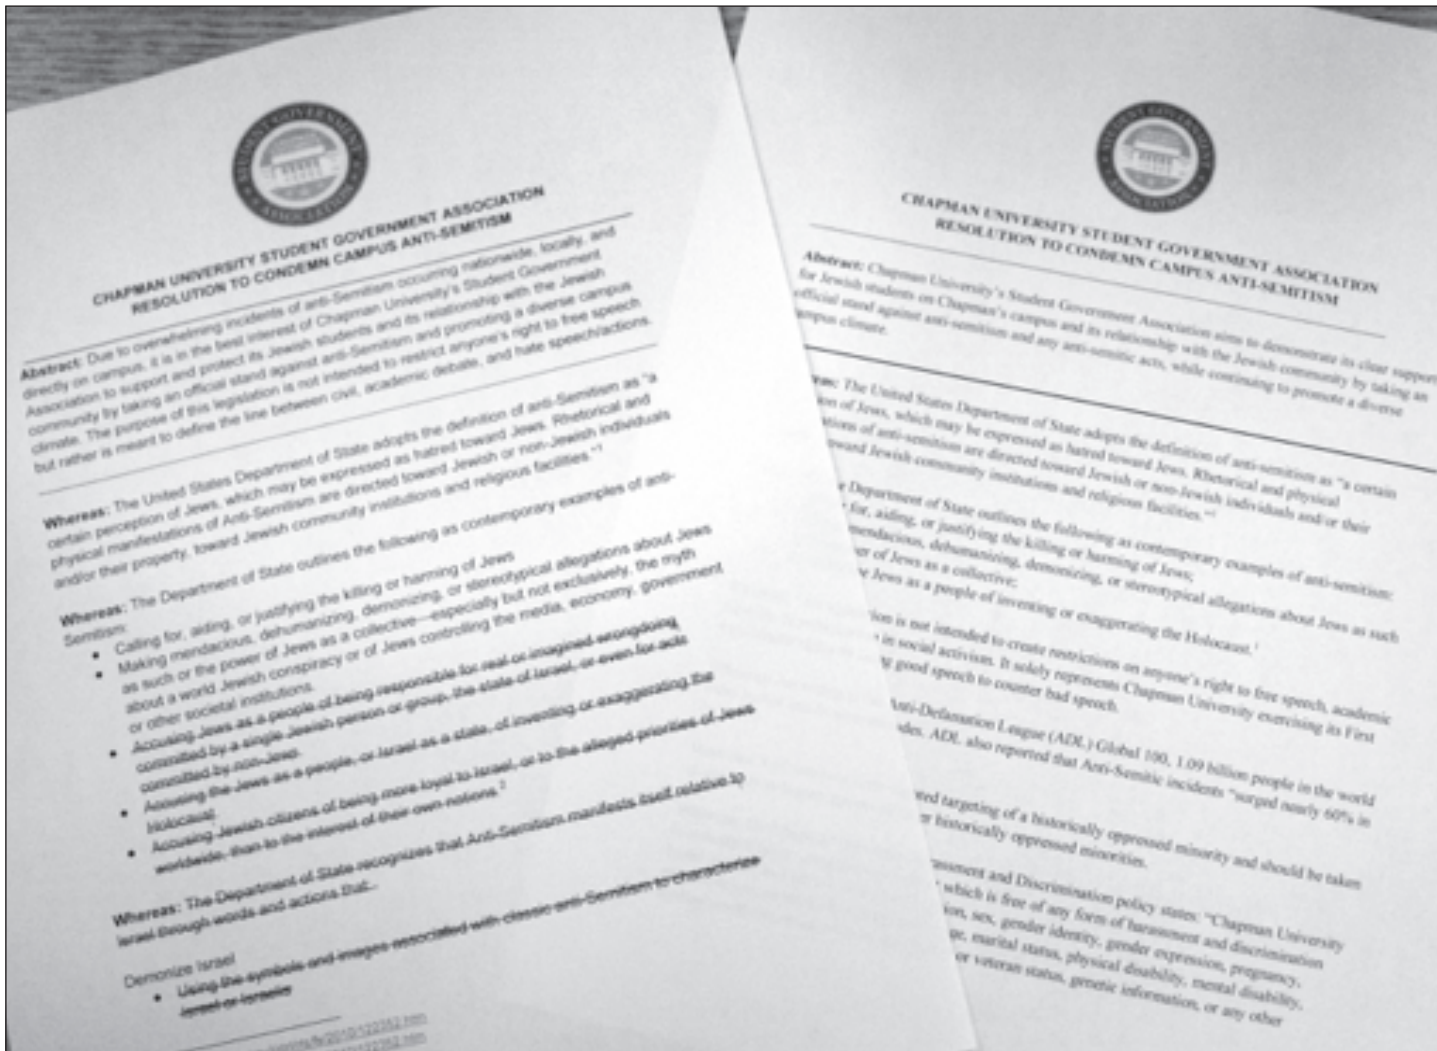 STUDENT GOVERNMENT
ASSOCIATION
CHAPMAN UNIVERSITY STUDENT GOVERNMENT ASSOCIATION
RESOLUTION TO CONDEMN CAMPUS ANTI-SEMITISM
Abstract: Due to overwhelming incidents of anti-Semitism occurring nationwide, locally, and
directly on campus, it is in the best interest of Chapman University's Student Government
Association to support and protect its Jewish students and its relationship with the Jewish
community by taking an official stand against anti-Semitism and promoting a diverse campus
climate. The purpose of this legislation is not intended to restrict anyone's right to free speech
but rather is meant to define the line between civil, academic debate, and hate speech/actions.
Whereas: The United States Department of State adopts the definition of anti-Semitism as "a
certain perception of Jews, which may be expressed as hatred toward Jews. Rhetorical and
physical manifestations of Anti-Semitism are directed toward Jewish or non-Jewish individuals
and/or their property, toward Jewish community institutions and religious facilities."1
Whereas: The Department of State outlines the following as contemporary examples of anti-
Semitism:
• Calling for, aiding, or justifying the killing or harming of Jews
• Making mendacious, dehumanizing, demonizing, or stereotypical allegations about Jews
as such or the power of Jews as a collective—especially but not exclusively, the myth
about a world Jewish conspiracy or of Jews controlling the media, economy, government
or other societal institutions.
• Accusing Jews as a people of being responsible for real or imagined wrongdoing
committed by a single Jewish person or group, the state of Israel, or even for acts
committed by non-Jews.
• Accusing the Jews as a people, or Israel as a state, of inventing or exaggerating the
Holocaust.
• Accusing Jewish citizens of being more loyal to Israel, or to the alleged priorities of Jews
worldwide, than to the interest of their own nations.2
Whereas: The Department of State recognizes that Anti-Semitism manifests itself relative to
Israel through words and actions that..
Demonize Israel
• Using the symbols and images associated with classic anti-Semitism to characterize
Israel or Israelis
STUDENT GOVERNMENT
ASSOCIATION
CHAPMAN UNIVERSITY STUDENT GOVERNMENT ASSOCIATION
RESOLUTION TO CONDEMN CAMPUS ANTI-SEMITISM
Abstract: Chapman University's Student Government Association aims to demonstrate its clear support
for Jewish students on Chapman's campus and its relationship with the Jewish community by taking an
official stand against anti-semitism and any anti-semitic acts, while continuing to promote a diverse
campus climate.
The United States Department of State adopts the definition of anti-semitism as "a certain
of Jews, which may be expressed as hatred toward Jews. Rhetorical and physical
of anti-semitism are directed toward Jewish or non-Jewish individuals and/or their
Jewish community institutions and religious facilities."1
Department of State outlines the following as contemporary examples of anti-semitism:
for, aiding, or justifying the killing or harming of Jews;
mendacious, dehumanizing, demonizing, or stereotypical allegations about Jews as such
of Jews as a collective;
Jews as a people of inventing or exaggerating the Holocaust.1
is not intended to create restrictions on anyone's right to free speech, academic
in social activism. It solely represents Chapman University exercising its First
good speech to counter bad speech.
Anti-Defamation League (ADL) Global 100, 1.09 billion people in the world
ADL also reported that Anti-Semitic incidents "surged nearly 60% in
targeting of a historically oppressed minority and should be taken
historically oppressed minorities.
and Discrimination policy states: "Chapman University
which is free of any form of harassment and discrimination
sex, gender identity, gender expression, pregnancy,
marital status, physical disability, mental disability,
or veteran status, genetic information, or any other